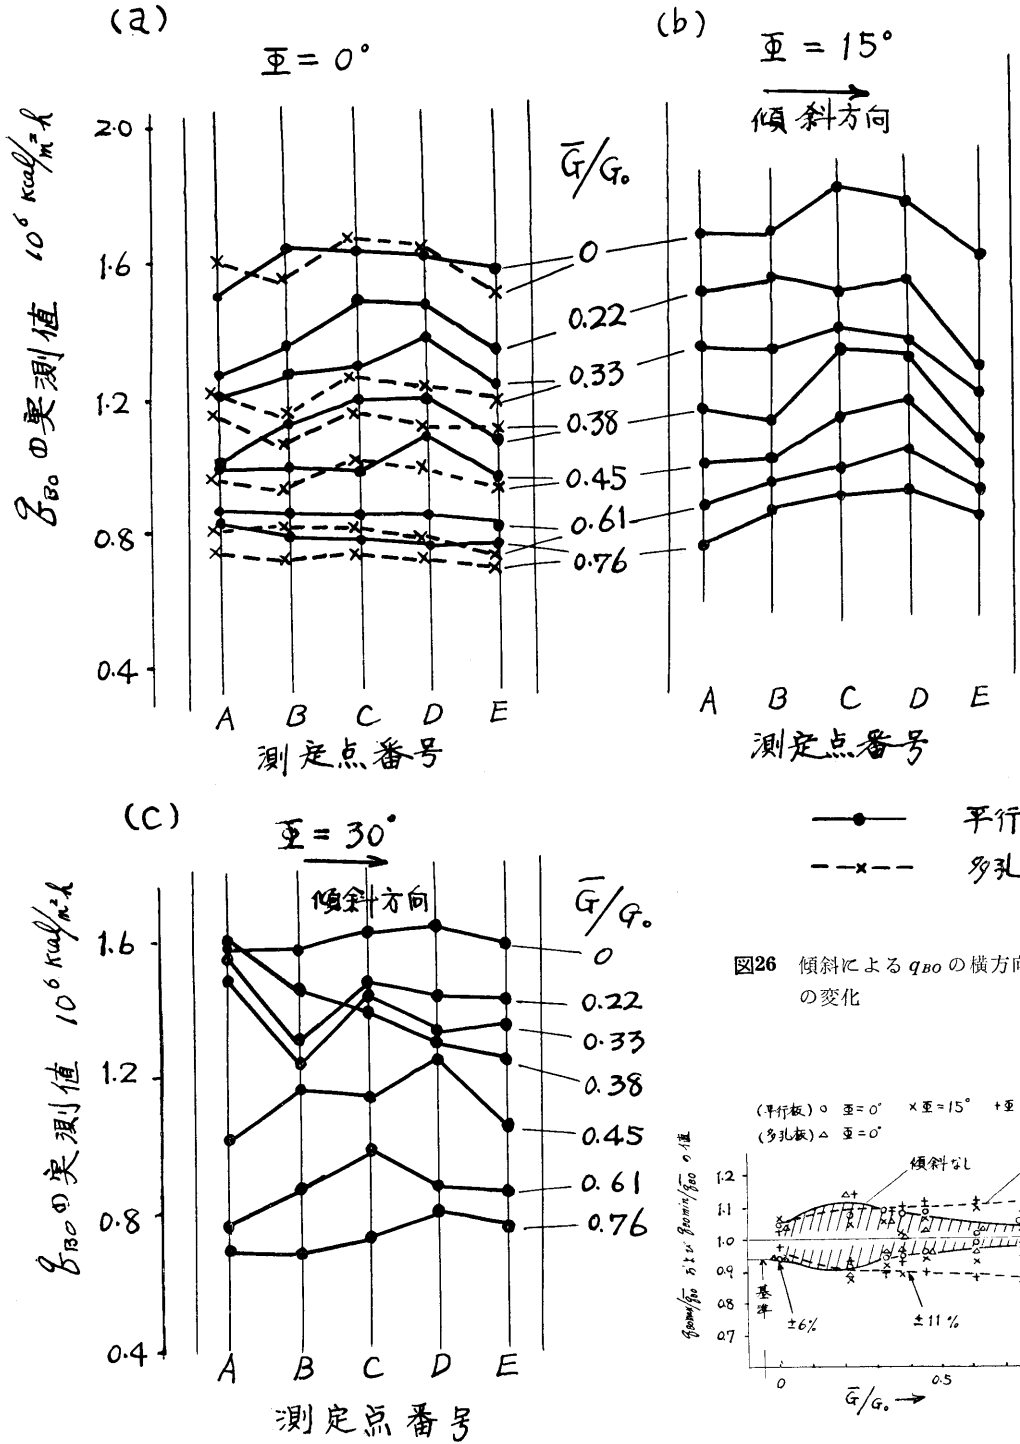 (a)
Φ = 0°
(b)
Φ = 15°
傾斜方向
q_BO の実測値 10⁶ kcal/m²h
2.0
1.6
1.2
0.8
0.4
G̅/G₀
0
0.22
0.33
0.38
0.45
0.61
0.76
A B C D E
測定点番号
A B C D E
測定点番号
(c)
Φ = 30°
傾斜方向
q_BO の実測値 10⁶ kcal/m²h
1.6
1.2
0.8
0.4
G̅/G₀
0
0.22
0.33
0.38
0.45
0.61
0.76
A B C D E
測定点番号
平行
多孔
図26 傾斜による q_BO の横方向
の変化
(平行板) ○ Φ=0° × Φ=15° + Φ
(多孔板) △ Φ=0°
傾斜なし
1.2
1.1
1.0
0.9
0.8
0.7
基準
±6%
±11%
0 0.5
G̅/G₀ →